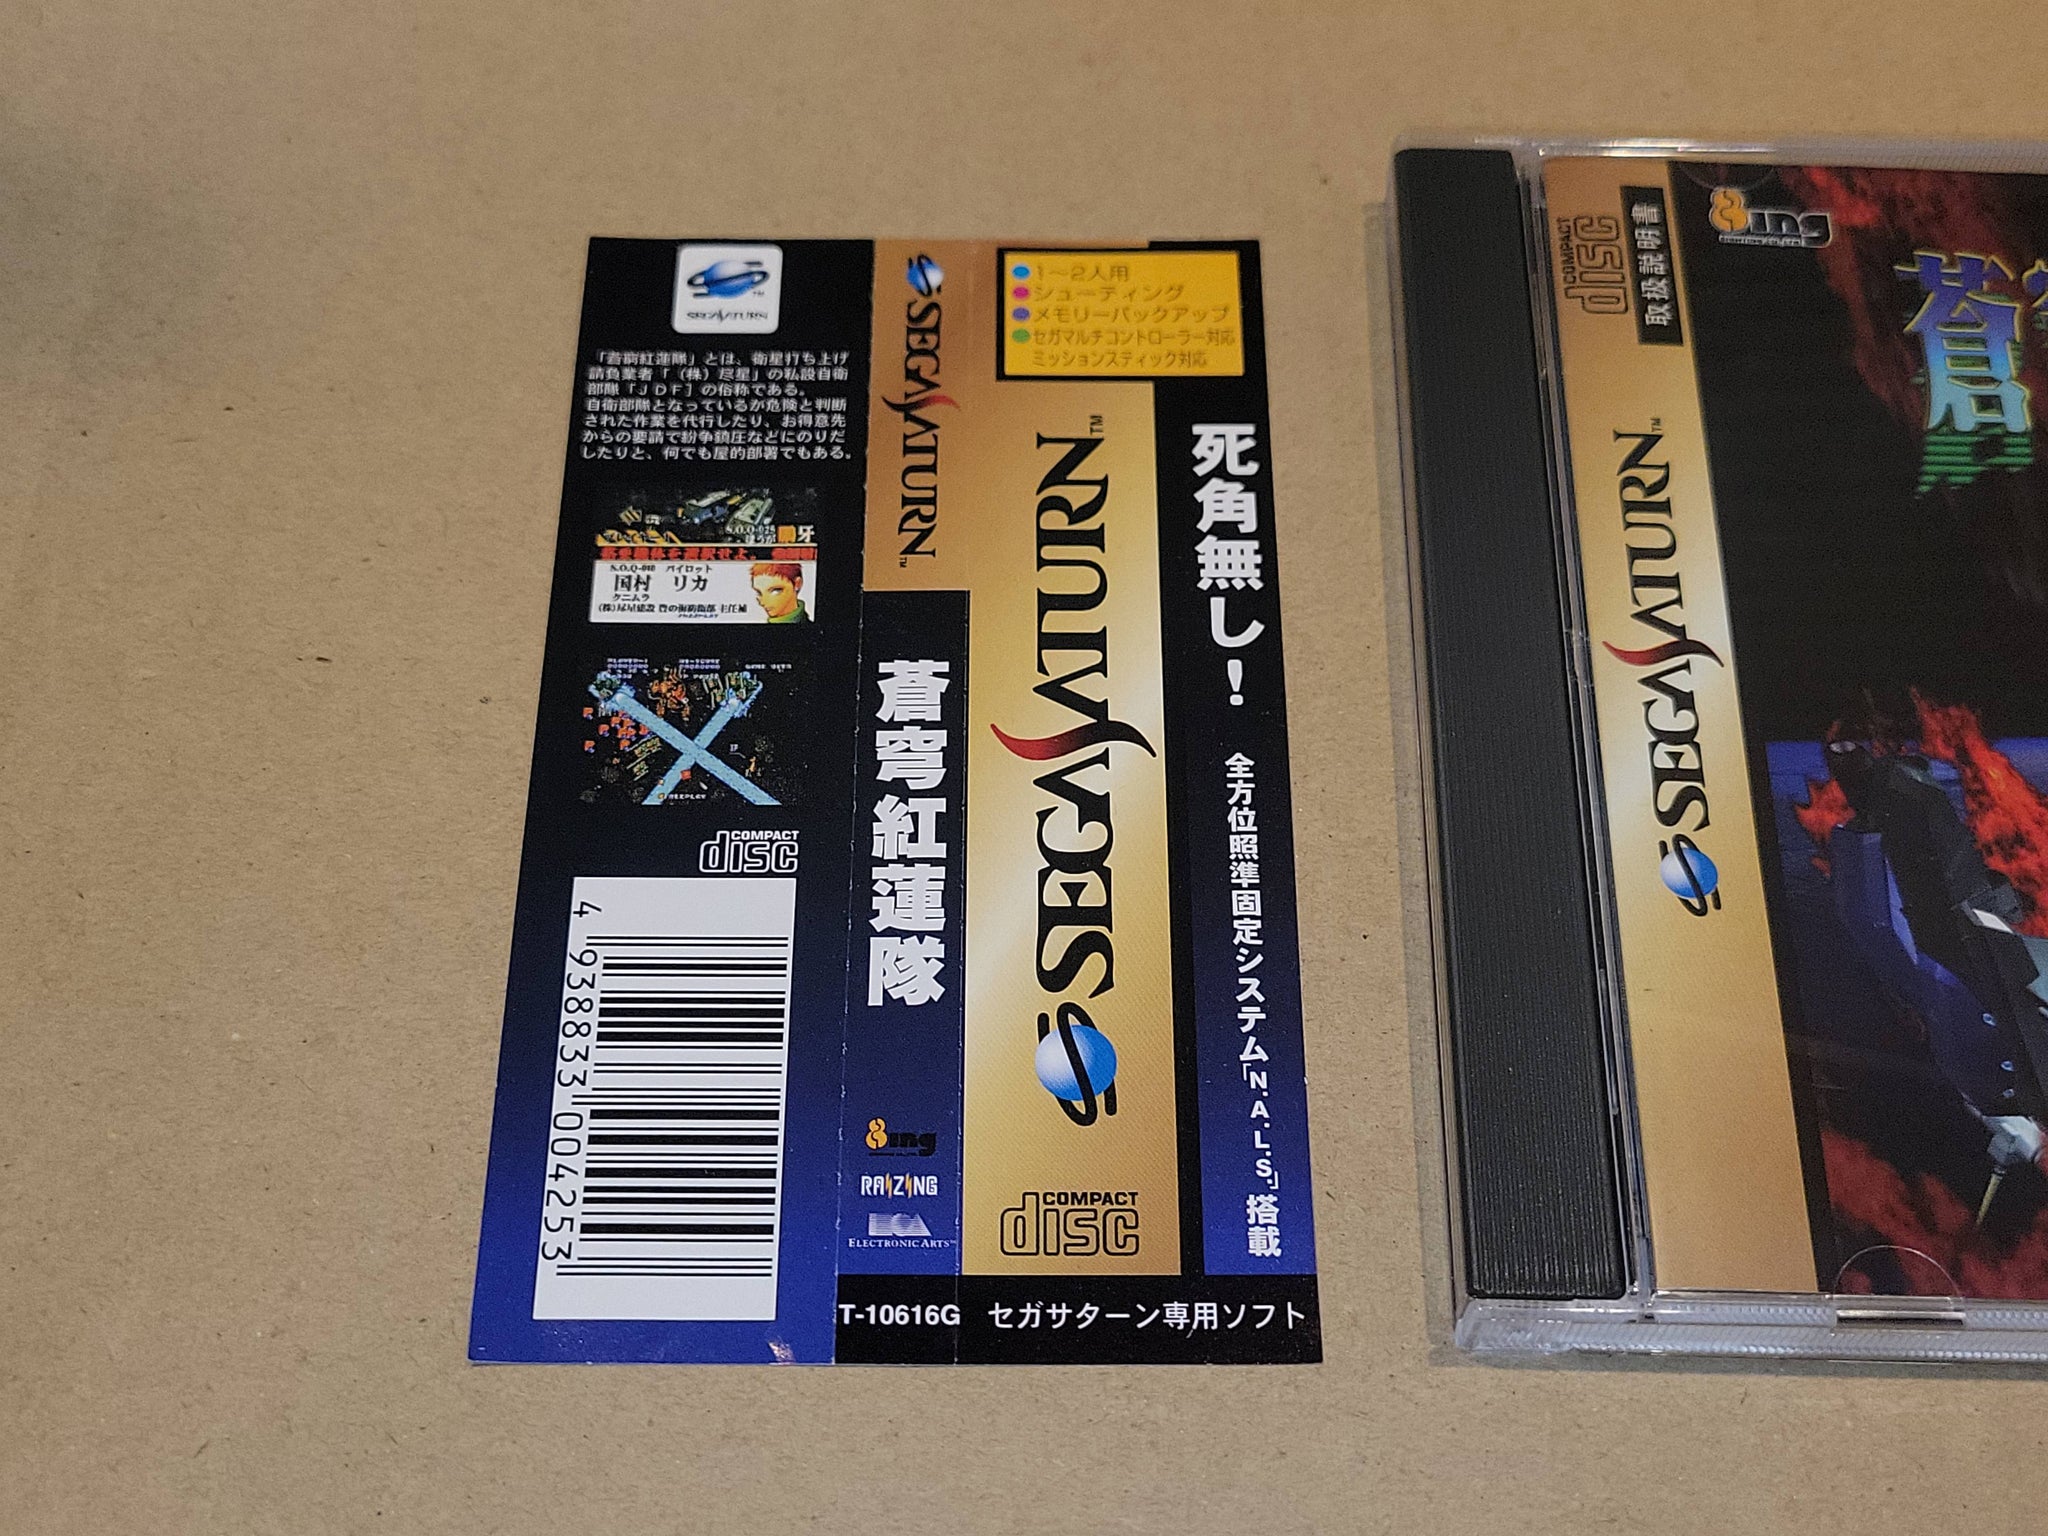 SEGA SATURN
「蒼穹紅蓮隊」とは、衛星打ち上げ
請負業者「（株）尽星」の私設自衛
部隊「JDF］の俗称である。
自衛部隊となっているが危険と判断
された作業を代行したり、お得意先
からの要請で紛争鎮圧などにのりだ
したりと、何でも屋的部署でもある。
S.O.Q-025
牙
S.O.Q-010 パイロット
国村 リカ
クニムラ
COMPACT
disc
4 938833 004253
SEGA SATURN™
蒼穹紅蓮隊
8ing
RAIZING
ELECTRONIC ARTS™
T-10616G
1〜2人用
シューティング
メモリーバックアップ
セガマルチコントローラー対応
ミッションスティック対応
SEGA SATURN™
COMPACT
disc
死角無し！
全方位照準固定システム「N.A.L.S.」搭載
セガサターン専用ソフト
COMPACT
disc
取扱説明書
SEGA SATURN™
8ing
蒼